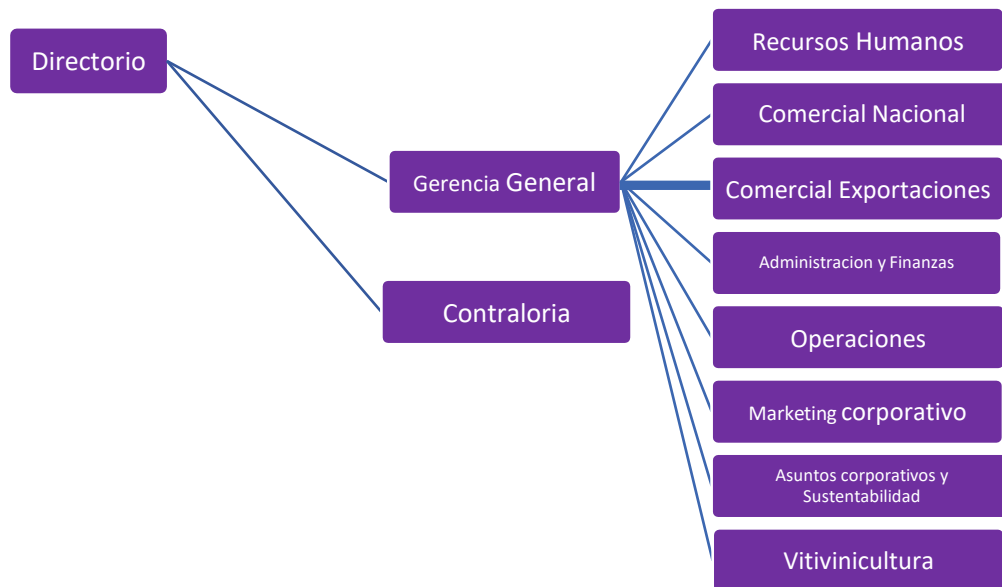 Directorio
Gerencia General
Contraloria
Recursos Humanos
Comercial Nacional
Comercial Exportaciones
Administracion y Finanzas
Operaciones
Marketing corporativo
Asuntos corporativos y
Sustentabilidad
Vitivinicultura